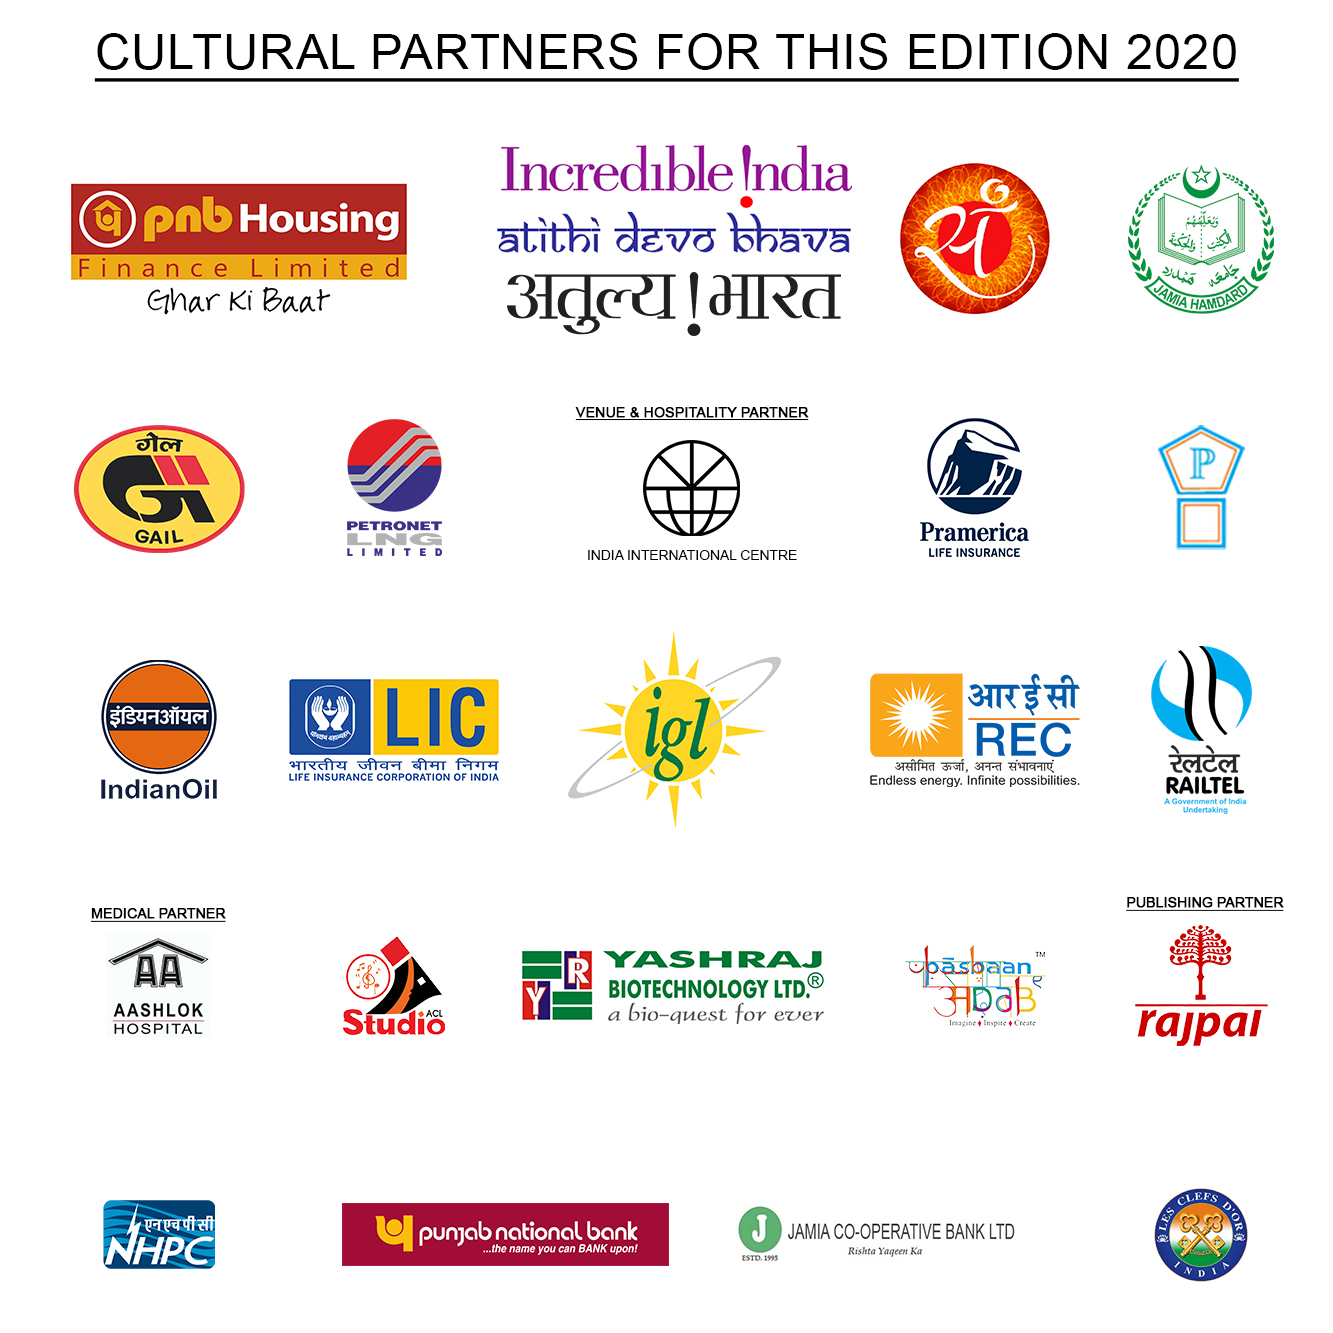 CULTURAL PARTNERS FOR THIS EDITION 2020
pnb Housing
Finance Limited
Ghar Ki Baat
Incredible !ndia
atithi devo bhava
अतुल्य ! भारत
सं
JAMIA HAMDARD
गेल
GAIL
PETRONET
LNG
LIMITED
VENUE & HOSPITALITY PARTNER
INDIA INTERNATIONAL CENTRE
Pramerica
LIFE INSURANCE
P
इंडियनऑयल
IndianOil
LIC
भारतीय जीवन बीमा निगम
LIFE INSURANCE CORPORATION OF INDIA
igl
आर ई सी
REC
असीमित ऊर्जा, अनन्त संभावनाएं
Endless energy. Infinite possibilities.
रेलटेल
RAILTEL
A Government of India
Undertaking
MEDICAL PARTNER
AA
AASHLOK
HOSPITAL
ACL
Studio
YR
YASHRAJ
BIOTECHNOLOGY LTD.®
a bio-quest for ever
pāsbaan™
अDab
Imagine ♦ Inspire ♦ Create
PUBLISHING PARTNER
rajpal
एनएचपीसी
NHPC
punjab national bank
...the name you can BANK upon!
J
ESTD. 1995
JAMIA CO-OPERATIVE BANK LTD
Rishta Yaqeen Ka
LES CLEFS D'OR
INDIA